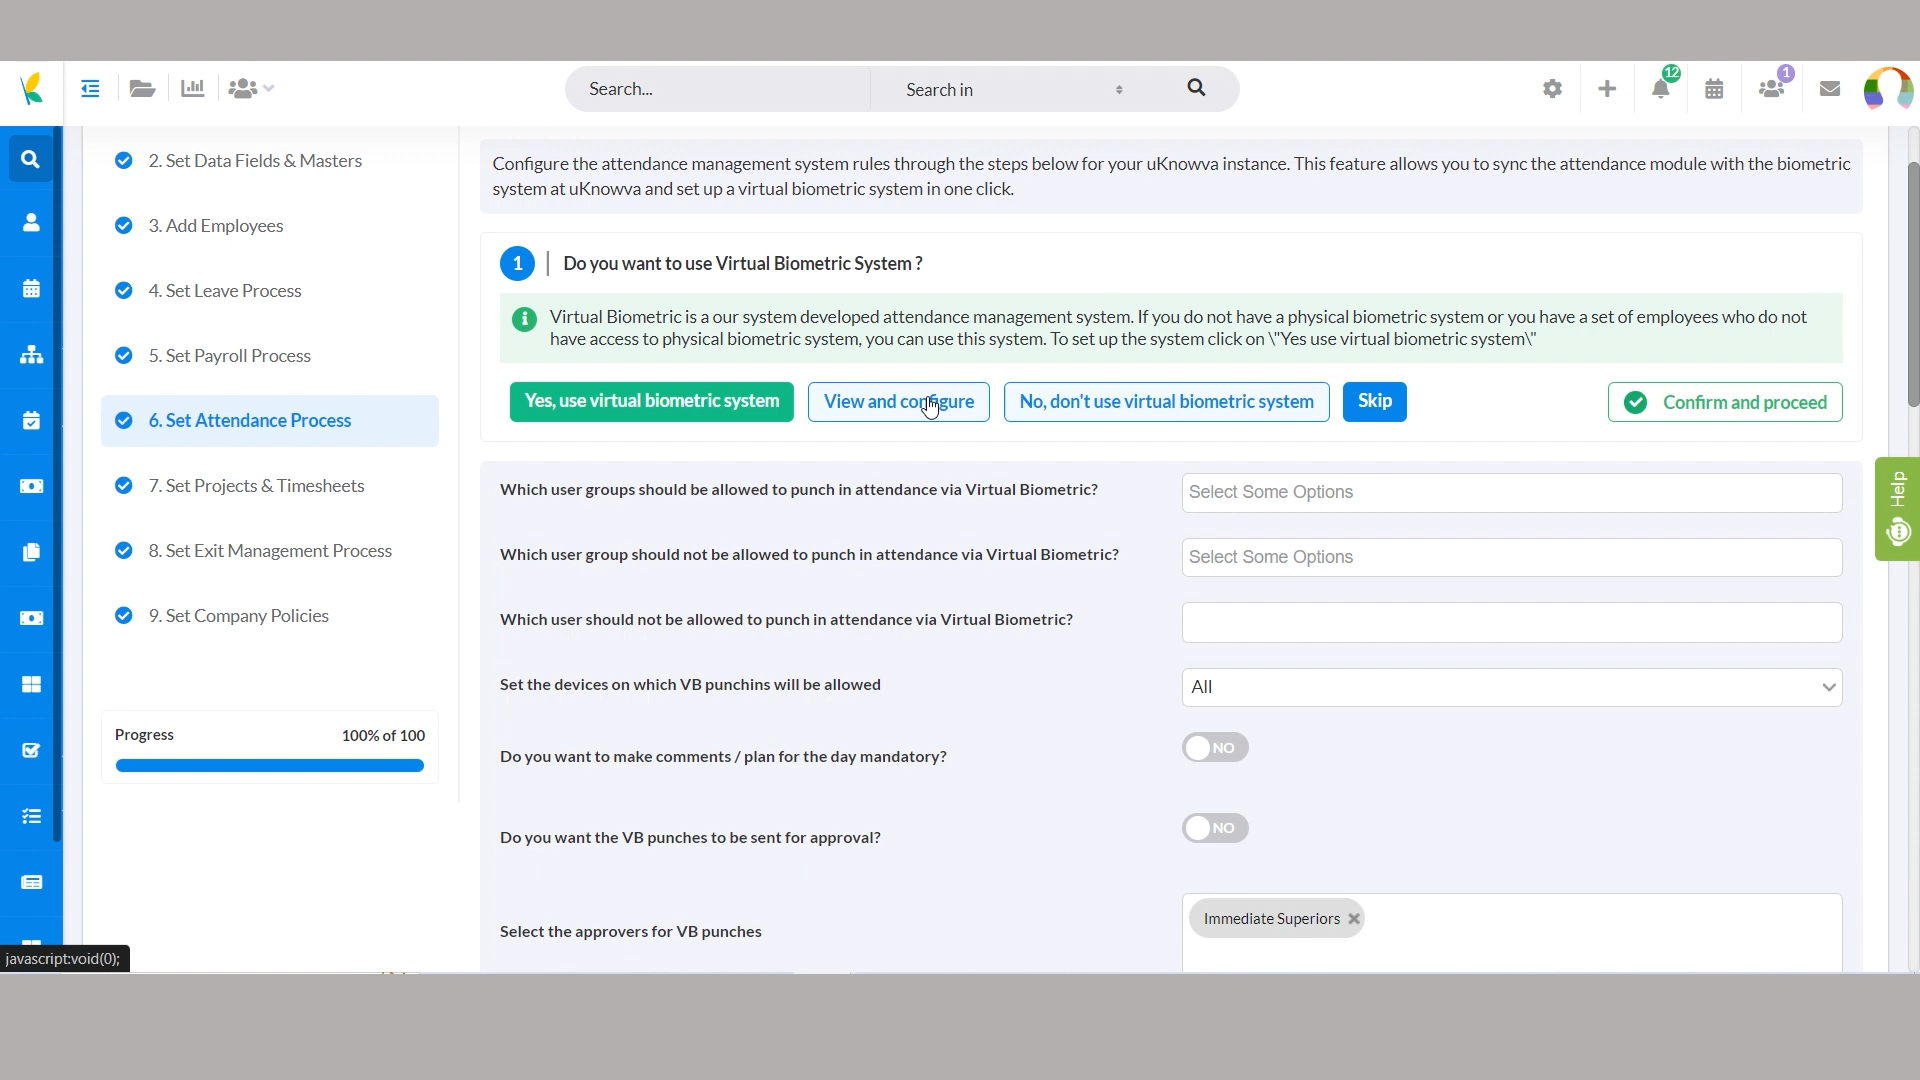 Search...
Search in
12
1
2. Set Data Fields & Masters
3. Add Employees
4. Set Leave Process
5. Set Payroll Process
6. Set Attendance Process
7. Set Projects & Timesheets
8. Set Exit Management Process
9. Set Company Policies
Progress 100% of 100
Configure the attendance management system rules through the steps below for your uKnowva instance. This feature allows you to sync the attendance module with the biometric
system at uKnowva and set up a virtual biometric system in one click.
1 Do you want to use Virtual Biometric System ?
Virtual Biometric is a our system developed attendance management system. If you do not have a physical biometric system or you have a set of employees who do not
have access to physical biometric system, you can use this system. To set up the system click on \"Yes use virtual biometric system\"
Yes, use virtual biometric system View and configure No, don't use virtual biometric system Skip Confirm and proceed
Which user groups should be allowed to punch in attendance via Virtual Biometric? Select Some Options
Which user group should not be allowed to punch in attendance via Virtual Biometric? Select Some Options
Which user should not be allowed to punch in attendance via Virtual Biometric?
Set the devices on which VB punchins will be allowed All
Do you want to make comments / plan for the day mandatory? NO
Do you want the VB punches to be sent for approval? NO
Select the approvers for VB punches Immediate Superiors
Help
javascript:void(0);